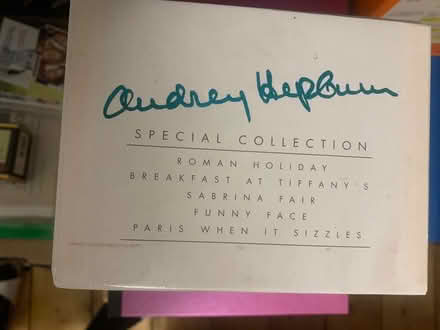 Audrey Hepburn
SPECIAL COLLECTION
ROMAN HOLIDAY
BREAKFAST AT TIFFANY'S
SABRINA FAIR
FUNNY FACE
PARIS WHEN IT SIZZLES